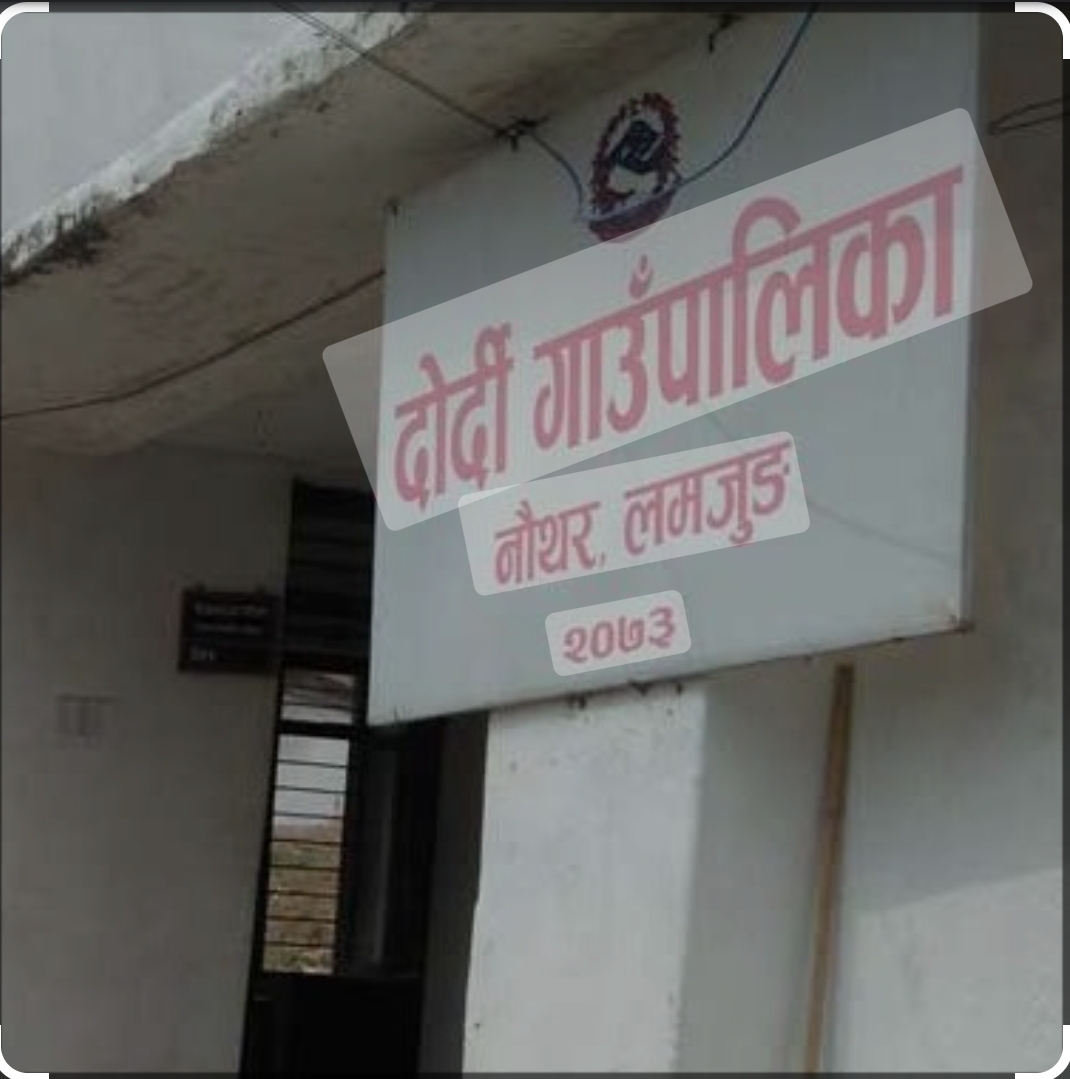 दोर्दी गाउँपालिका
नौथर, लमजुङ
२०७३